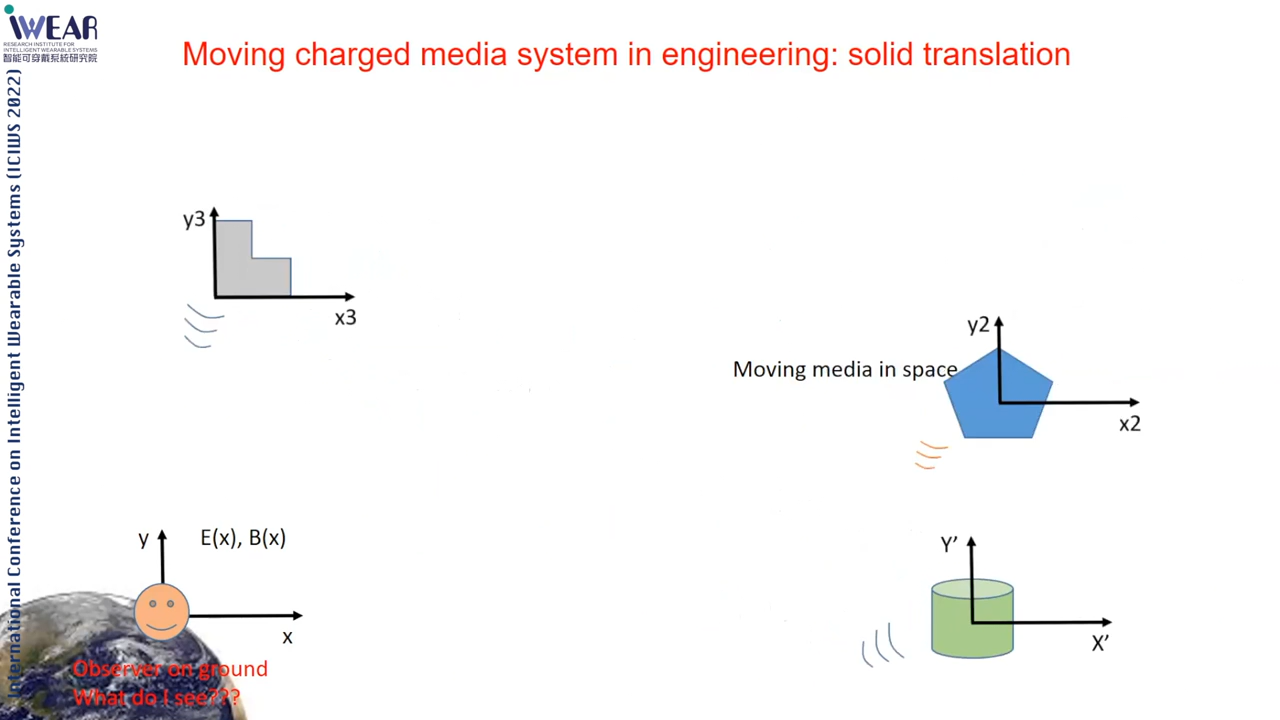 iWEAR
RESEARCH INSTITUTE FOR
INTELLIGENT WEARABLE SYSTEMS
智能可穿戴系統研究院
International Conference on Intelligent Wearable Systems (ICIWS 2022)
Moving charged media system in engineering: solid translation
y3
x3
y2
Moving media in space
x2
y
E(x), B(x)
x
Y’
X’
Observer on ground
What do I see???